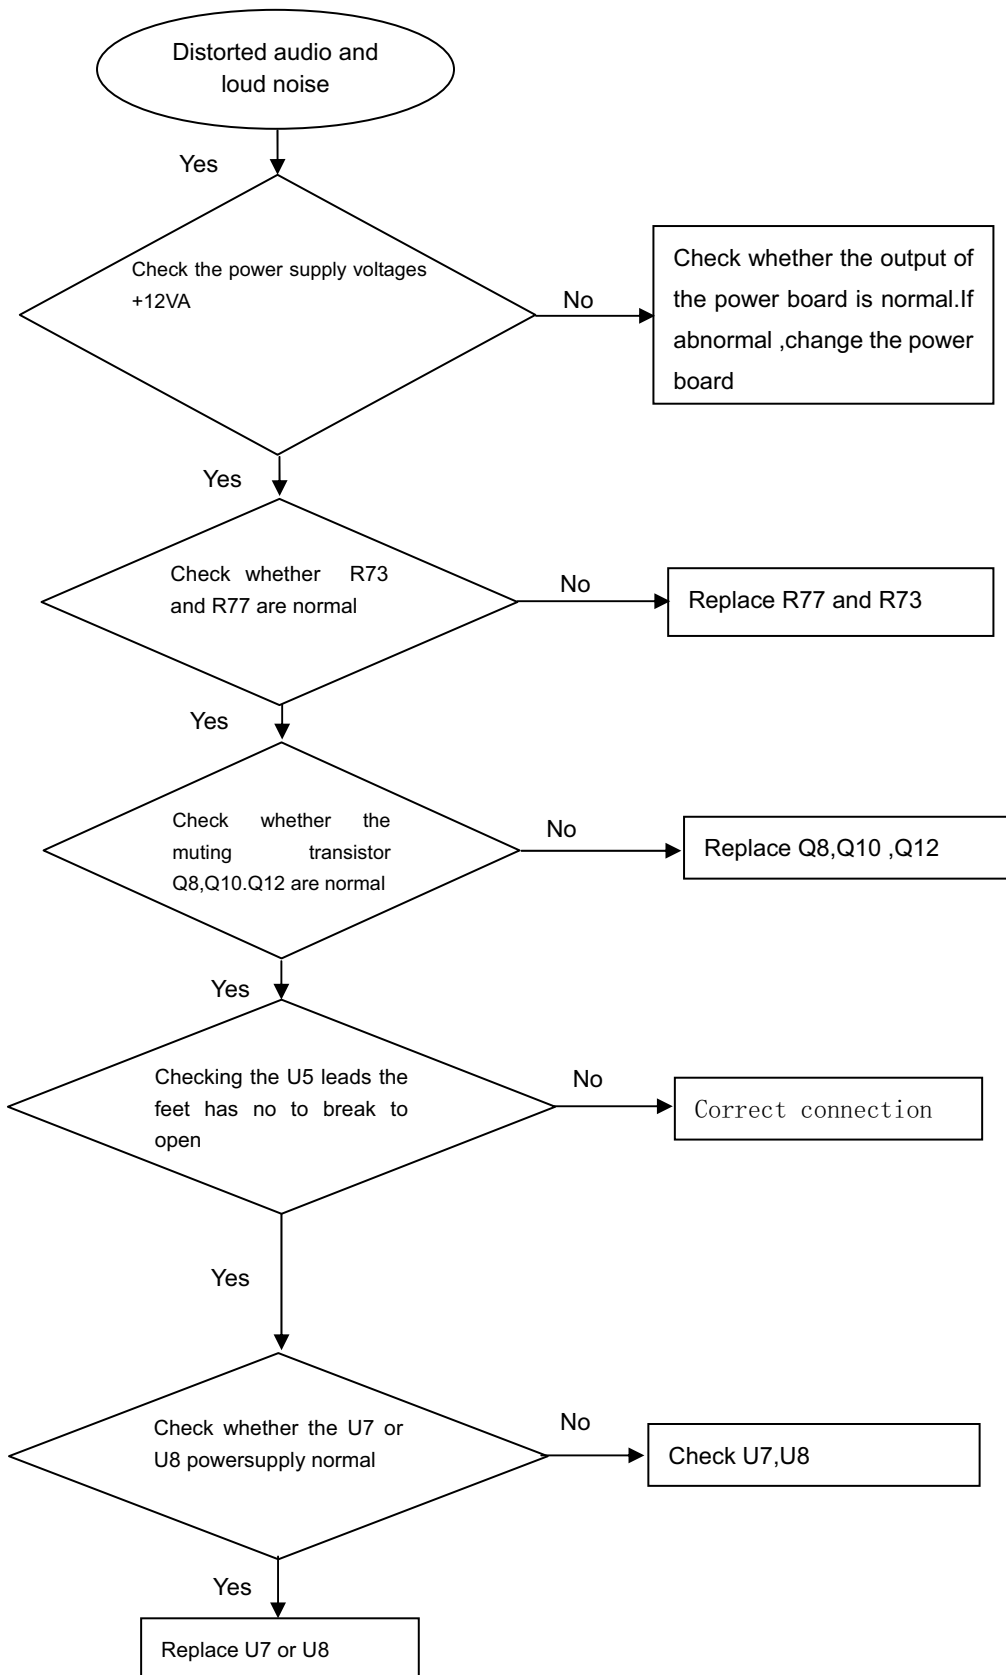 Distorted audio and
loud noise
Yes
Check the power supply voltages
+12VA
No
Check whether the output of
the power board is normal.If
abnormal ,change the power
board
Yes
Check whether R73
and R77 are normal
No
Replace R77 and R73
Yes
Check whether the
muting transistor
Q8,Q10.Q12 are normal
No
Replace Q8,Q10 ,Q12
Yes
Checking the U5 leads the
feet has no to break to
open
No
Correct connection
Yes
Check whether the U7 or
U8 powersupply normal
No
Check U7,U8
Yes
Replace U7 or U8